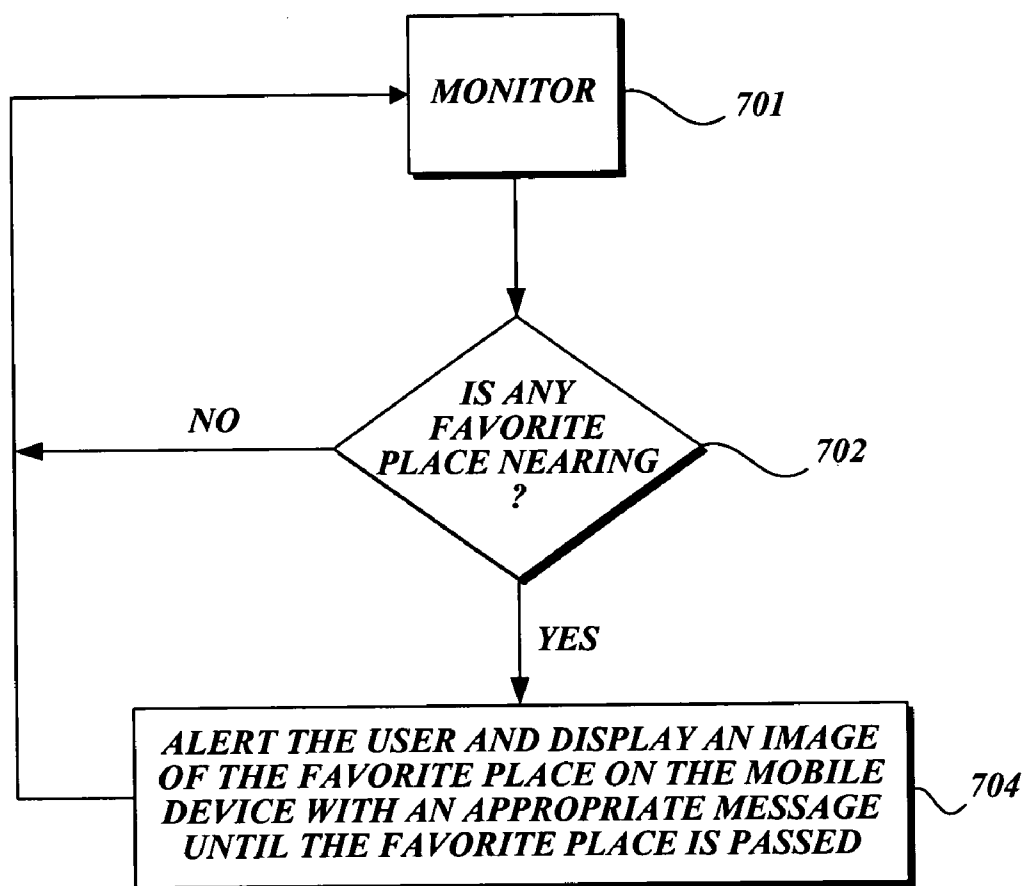 MONITOR
701
IS ANY
FAVORITE
PLACE NEARING
?
702
NO
YES
ALERT THE USER AND DISPLAY AN IMAGE
OF THE FAVORITE PLACE ON THE MOBILE
DEVICE WITH AN APPROPRIATE MESSAGE
UNTIL THE FAVORITE PLACE IS PASSED
704